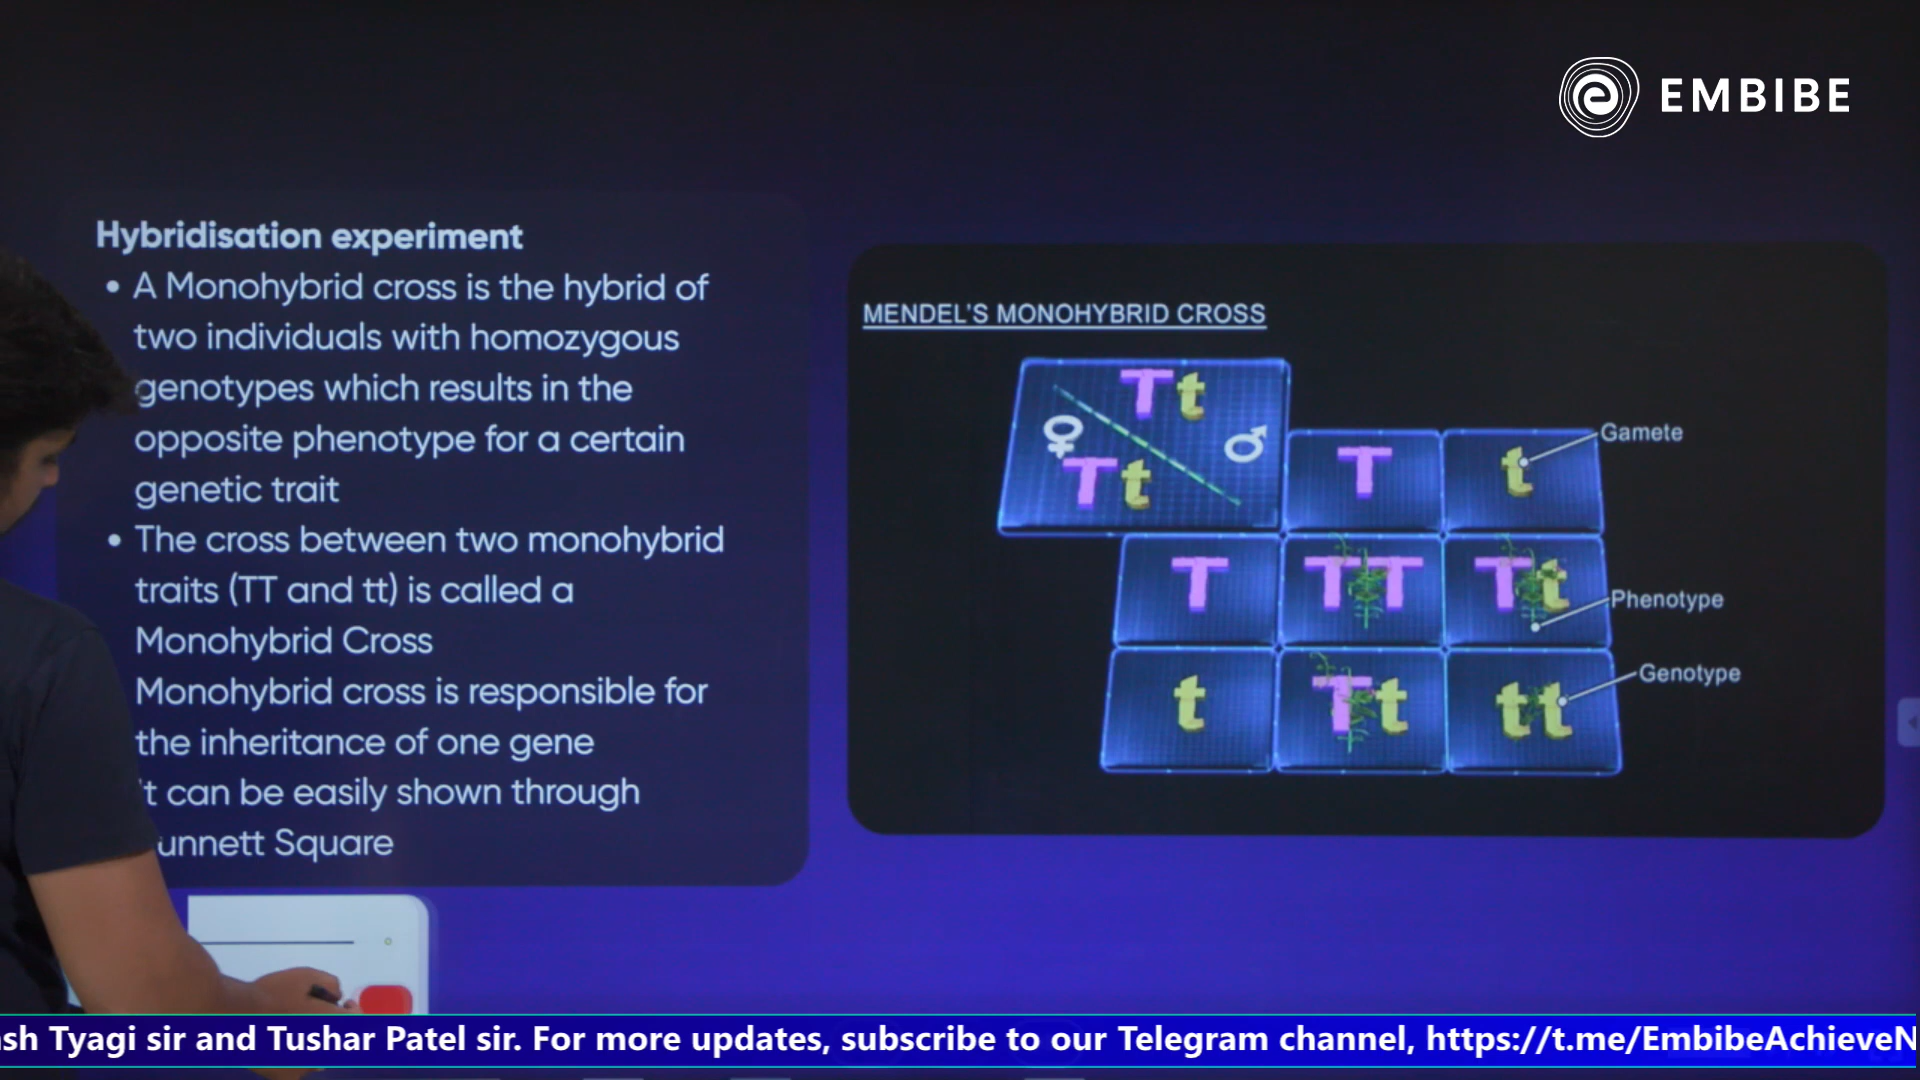 EMBIBE
Hybridisation experiment
• A Monohybrid cross is the hybrid of
two individuals with homozygous
genotypes which results in the
opposite phenotype for a certain
genetic trait
• The cross between two monohybrid
traits (TT and tt) is called a
Monohybrid Cross
Monohybrid cross is responsible for
the inheritance of one gene
can be easily shown through
Square
MENDEL'S MONOHYBRID CROSS
Tt
Tt
T t
Gamete
T TT Tt
Phenotype
t Tt tt
Genotype
Tyagi sir and Tushar Patel sir. For more updates, subscribe to our Telegram channel, https://t.me/EmbibeAchieveN